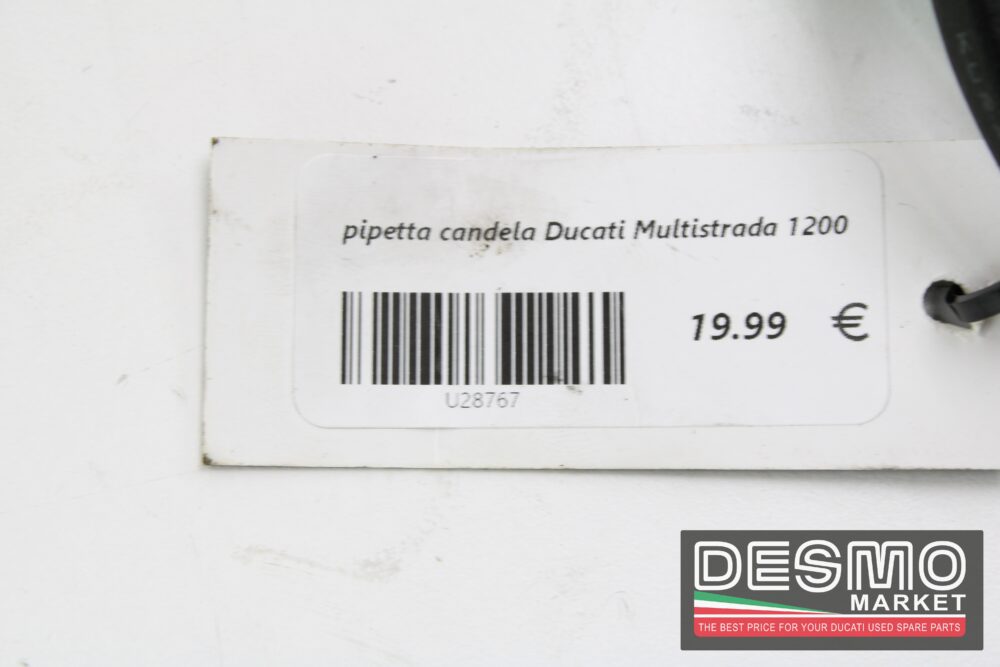 pipetta candela Ducati Multistrada 1200
19.99 €
U28767
DESMO
MARKET
THE BEST PRICE FOR YOUR DUCATI USED SPARE PARTS